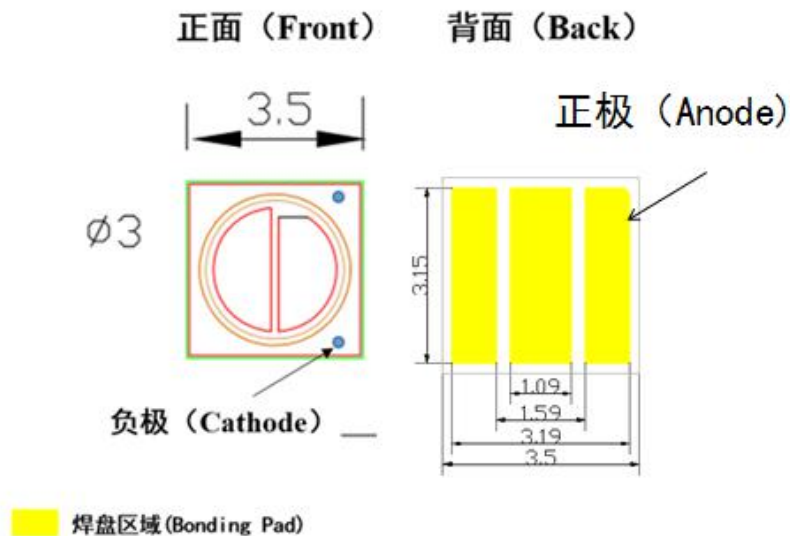 正面（Front） 背面（Back）
3.5
正极（Anode）
⌀3
3.15
1.09
1.59
3.19
3.5
负极（Cathode）
焊盘区域(Bonding Pad)